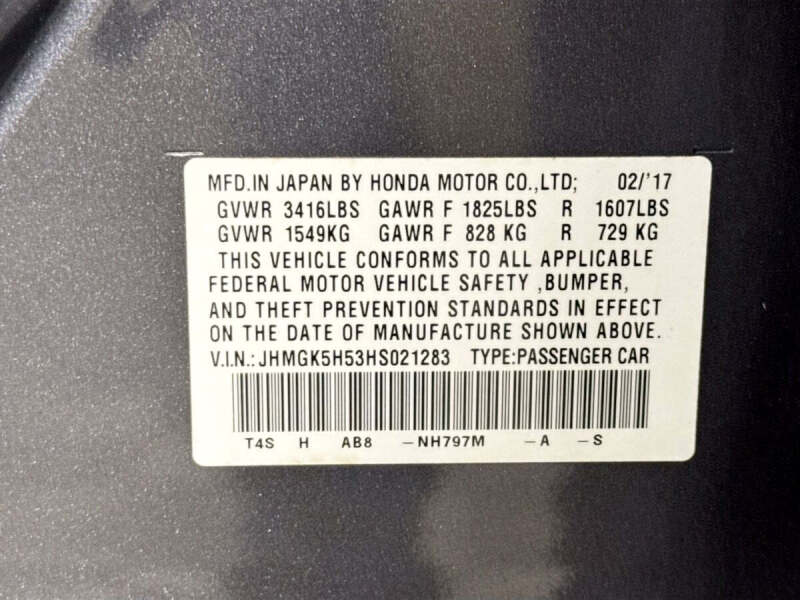 MFD.IN JAPAN BY HONDA MOTOR CO.,LTD; 02/'17
GVWR 3416LBS GAWR F 1825LBS R 1607LBS
GVWR 1549KG GAWR F 828 KG R 729 KG
THIS VEHICLE CONFORMS TO ALL APPLICABLE
FEDERAL MOTOR VEHICLE SAFETY ,BUMPER,
AND THEFT PREVENTION STANDARDS IN EFFECT
ON THE DATE OF MANUFACTURE SHOWN ABOVE.
V.I.N.: JHMGK5H53HS021283 TYPE:PASSENGER CAR
T4S H AB8 -NH797M -A -S